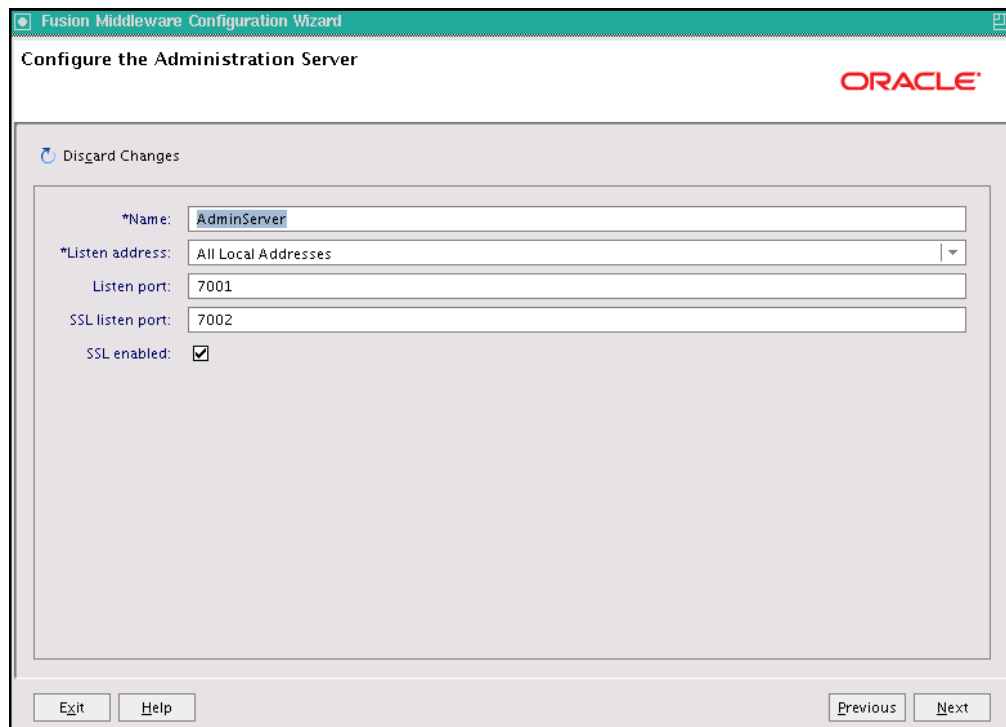 Fusion Middleware Configuration Wizard
Configure the Administration Server
ORACLE
Discard Changes
*Name: AdminServer
*Listen address: All Local Addresses
Listen port: 7001
SSL listen port: 7002
SSL enabled:
Exit Help Previous Next